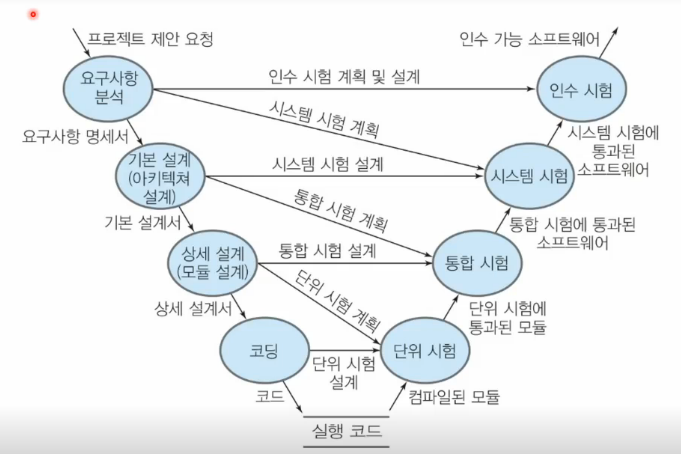 프로젝트 제안 요청
인수 가능 소프트웨어
요구사항
분석
인수 시험 계획 및 설계
인수 시험
시스템 시험 계획
요구사항 명세서
시스템 시험에
통과된
소프트웨어
기본 설계
(아키텍쳐
설계)
시스템 시험 설계
시스템 시험
통합 시험 계획
기본 설계서
통합 시험에 통과된
소프트웨어
상세 설계
(모듈 설계)
통합 시험 설계
통합 시험
단위 시험 계획
상세 설계서
단위 시험에
통과된 모듈
코딩
단위 시험
설계
단위 시험
코드
컴파일된 모듈
실행 코드